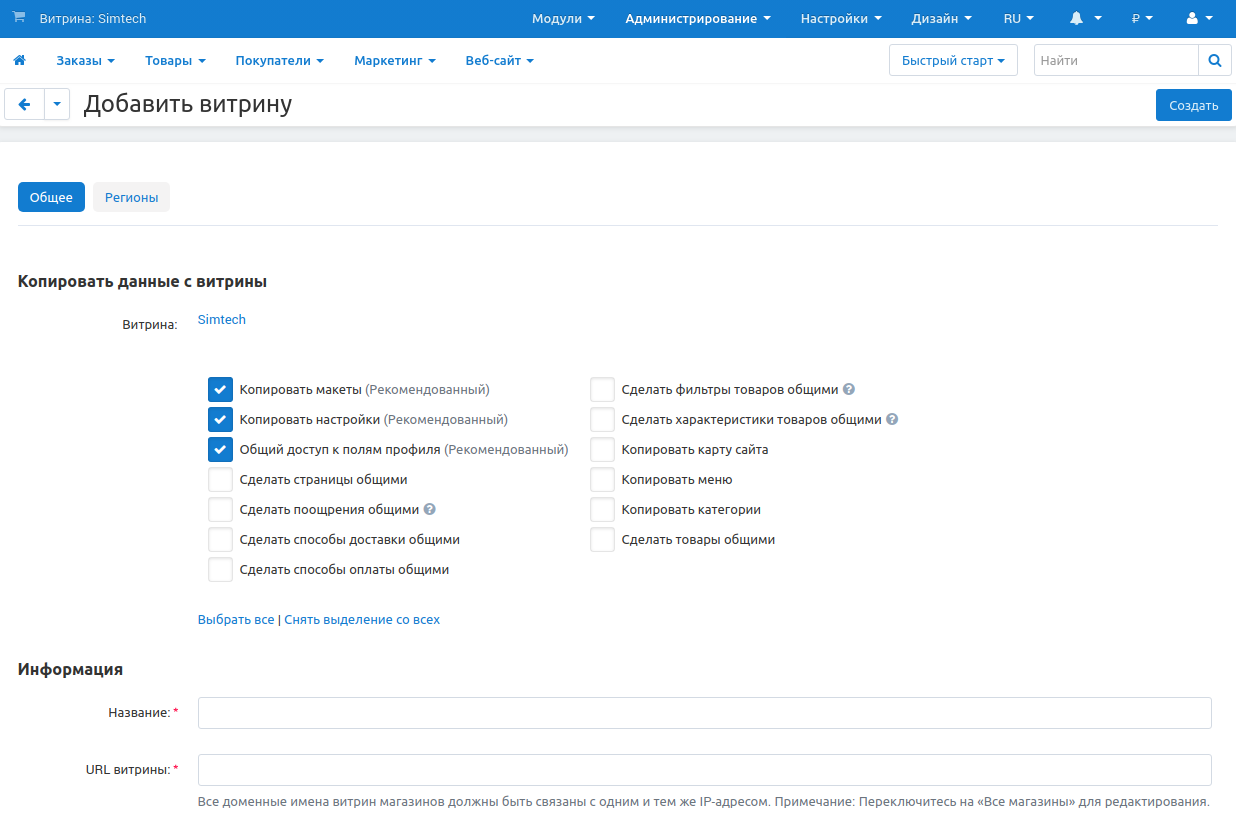 Витрина: Simtech
Модули
Администрирование
Настройки
Дизайн
RU
₽
Заказы
Товары
Покупатели
Маркетинг
Веб-сайт
Быстрый старт
Найти
Добавить витрину
Создать
Общее
Регионы
Копировать данные с витрины
Витрина:
Simtech
Копировать макеты (Рекомендованный)
Копировать настройки (Рекомендованный)
Общий доступ к полям профиля (Рекомендованный)
Сделать страницы общими
Сделать поощрения общими
Сделать способы доставки общими
Сделать способы оплаты общими
Сделать фильтры товаров общими
Сделать характеристики товаров общими
Копировать карту сайта
Копировать меню
Копировать категории
Сделать товары общими
Выбрать все | Снять выделение со всех
Информация
Название: *
URL витрины: *
Все доменные имена витрин магазинов должны быть связаны с одним и тем же IP-адресом. Примечание: Переключитесь на «Все магазины» для редактирования.